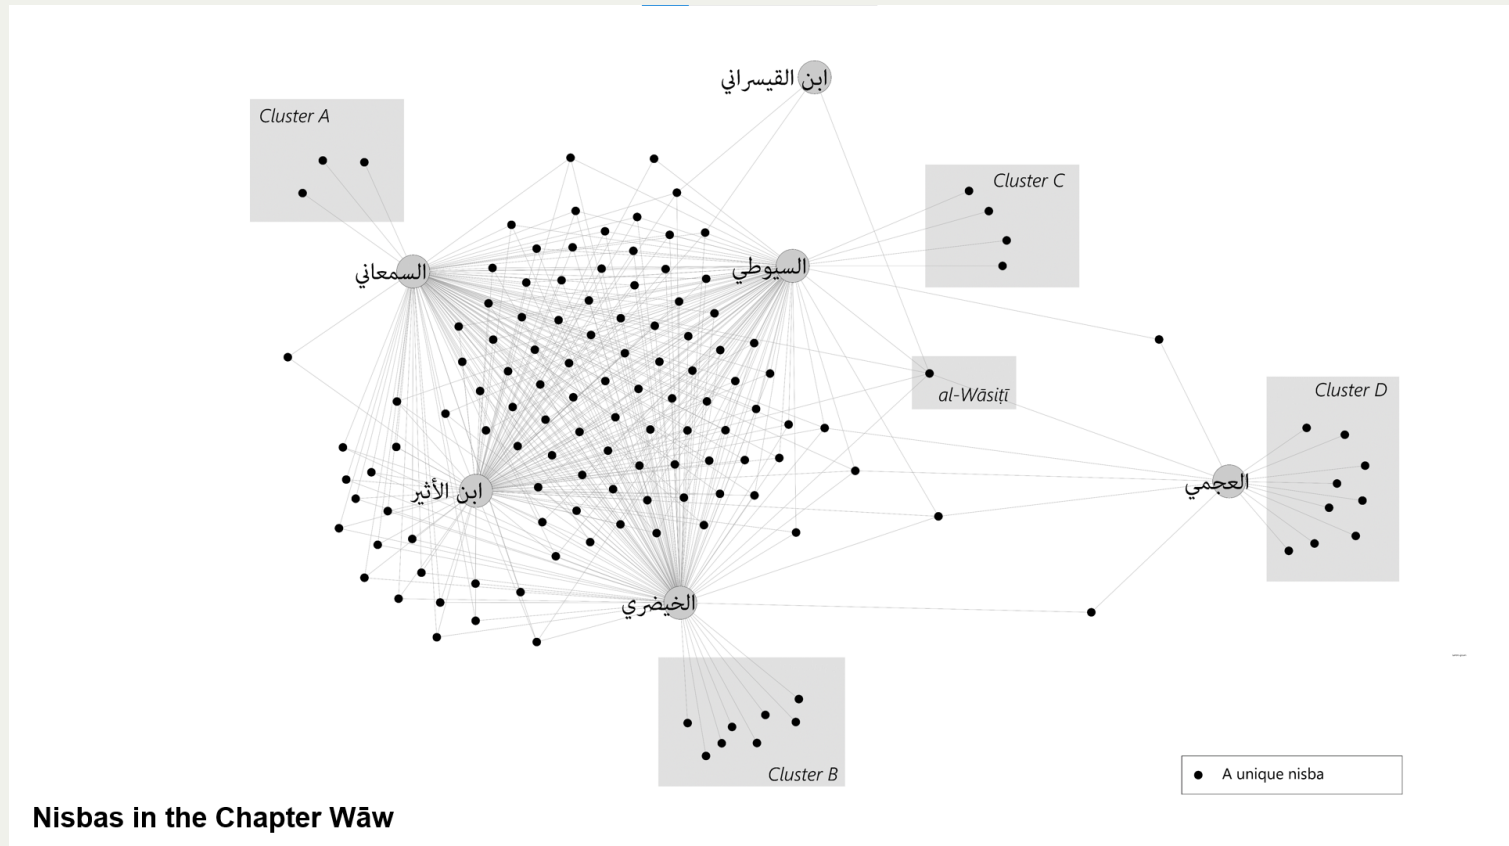 ابن القيسراني
Cluster A
Cluster C
السمعاني
السيوطي
al-Wāsiṭī
Cluster D
ابن الأثير
العجمي
الخيضري
Cluster B
A unique nisba
Nisbas in the Chapter Wāw